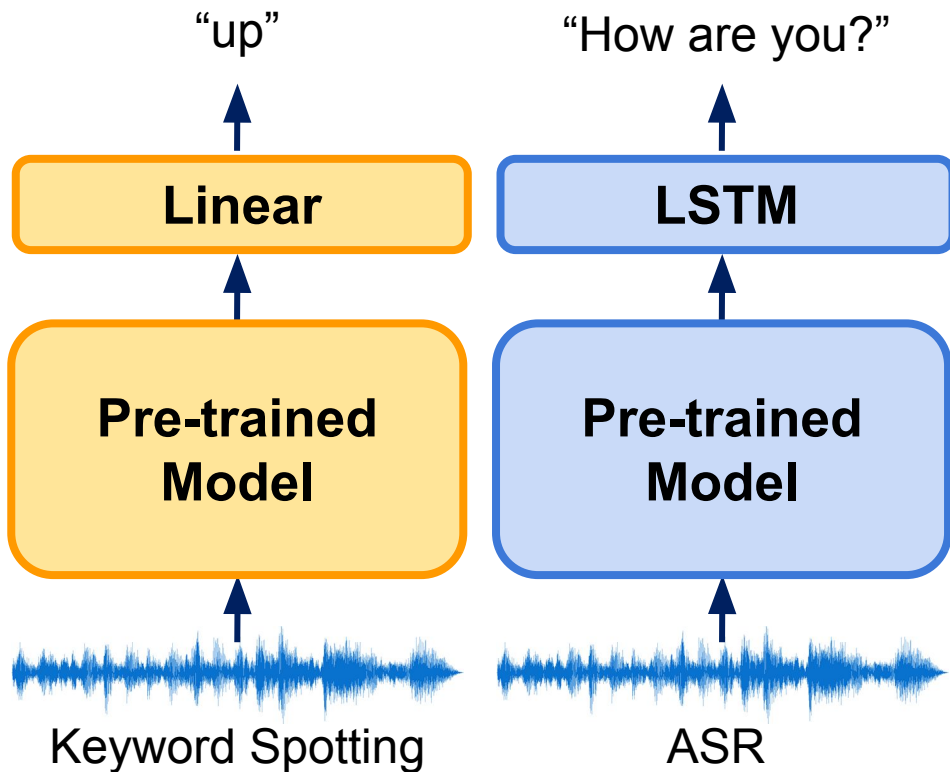 “up”
Linear
Pre-trained
Model
Keyword Spotting
“How are you?”
LSTM
Pre-trained
Model
ASR